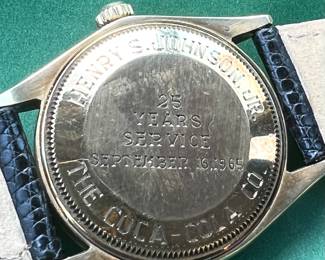 HENRY S. JOHNSON JR.
25
YEARS
SERVICE
SEPTEMBER 16, 1965
THE COCA-COLA CO.